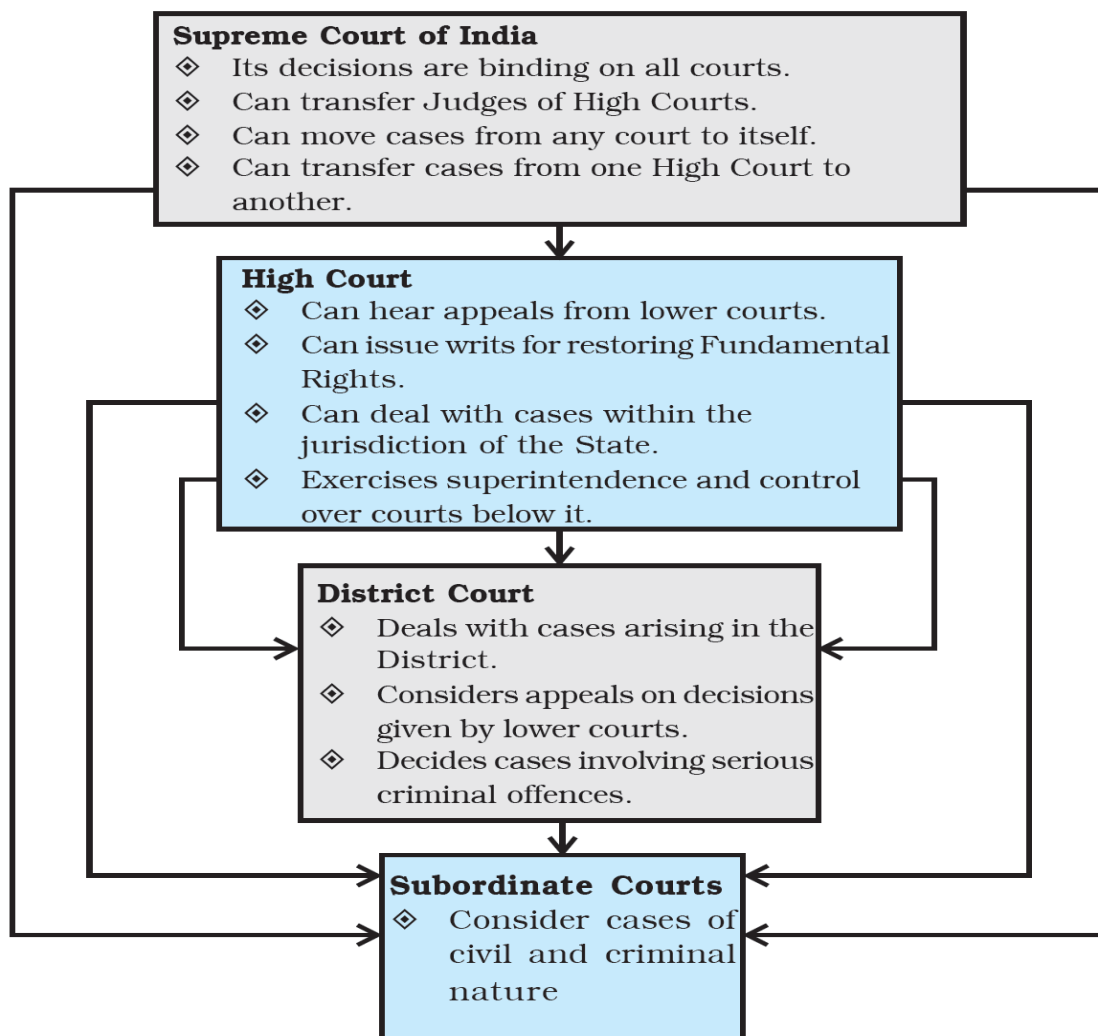 Supreme Court of India
◈ Its decisions are binding on all courts.
◈ Can transfer Judges of High Courts.
◈ Can move cases from any court to itself.
◈ Can transfer cases from one High Court to
another.
High Court
◈ Can hear appeals from lower courts.
◈ Can issue writs for restoring Fundamental
Rights.
◈ Can deal with cases within the
jurisdiction of the State.
◈ Exercises superintendence and control
over courts below it.
District Court
◈ Deals with cases arising in the
District.
◈ Considers appeals on decisions
given by lower courts.
◈ Decides cases involving serious
criminal offences.
Subordinate Courts
◈ Consider cases of
civil and criminal
nature